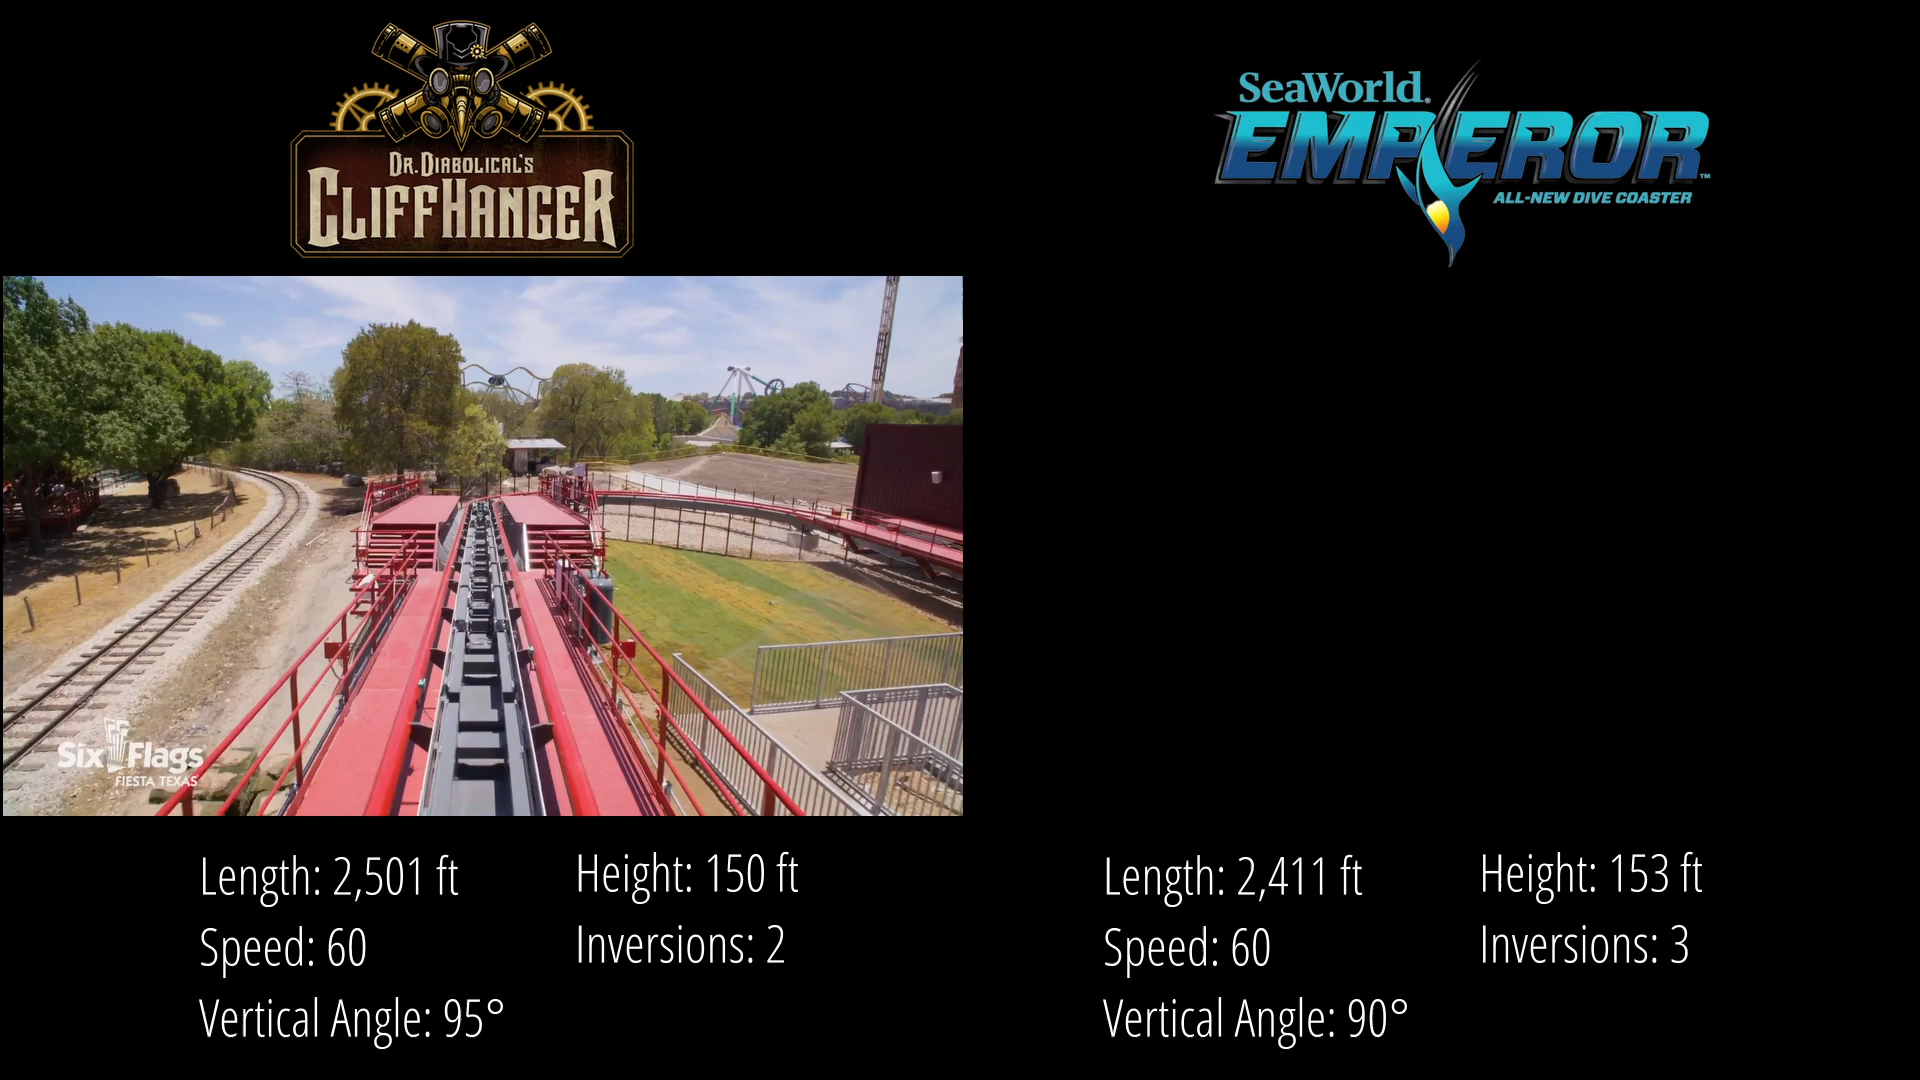 DR. DIABOLICAL'S
CLIFFHANGER
SeaWorld®
EMPEROR™
ALL-NEW DIVE COASTER
Six Flags
FIESTA TEXAS
Length: 2,501 ft
Height: 150 ft
Speed: 60
Inversions: 2
Vertical Angle: 95°
Length: 2,411 ft
Height: 153 ft
Speed: 60
Inversions: 3
Vertical Angle: 90°